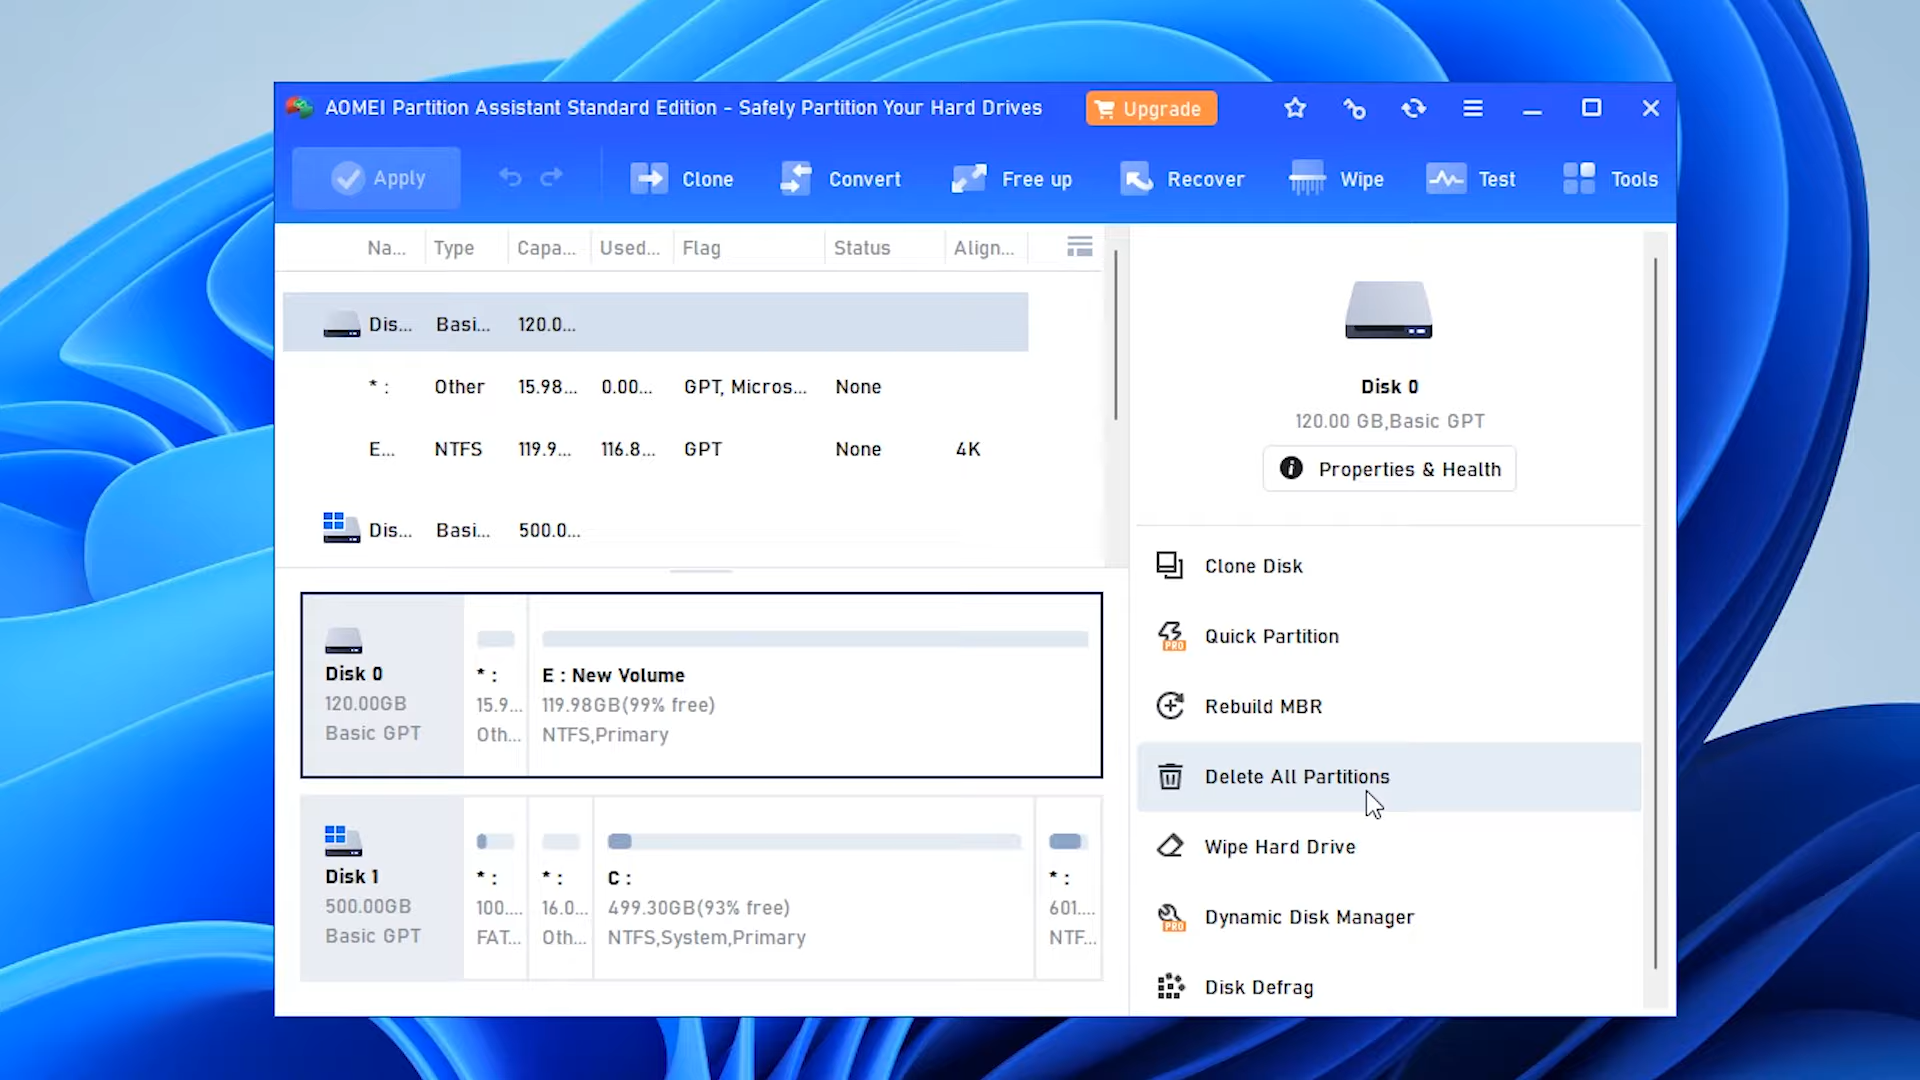 AOMEI Partition Assistant Standard Edition - Safely Partition Your Hard Drives
Upgrade
Apply
Clone
Convert
Free up
Recover
Wipe
Test
Tools
Na... Type Capa... Used... Flag Status Align...
Dis... Basi... 120.0...
* : Other 15.98... 0.00... GPT, Micros... None
E... NTFS 119.9... 116.8... GPT None 4K
Dis... Basi... 500.0...
Disk 0
120.00GB
Basic GPT
* :
15.9...
Oth...
E : New Volume
119.98GB(99% free)
NTFS,Primary
Disk 1
500.00GB
Basic GPT
* :
100....
FAT...
* :
16.0...
Oth...
C :
499.30GB(93% free)
NTFS,System,Primary
* :
601....
NTF...
Disk 0
120.00 GB,Basic GPT
Properties & Health
Clone Disk
PRO
Quick Partition
Rebuild MBR
Delete All Partitions
Wipe Hard Drive
PRO
Dynamic Disk Manager
Disk Defrag